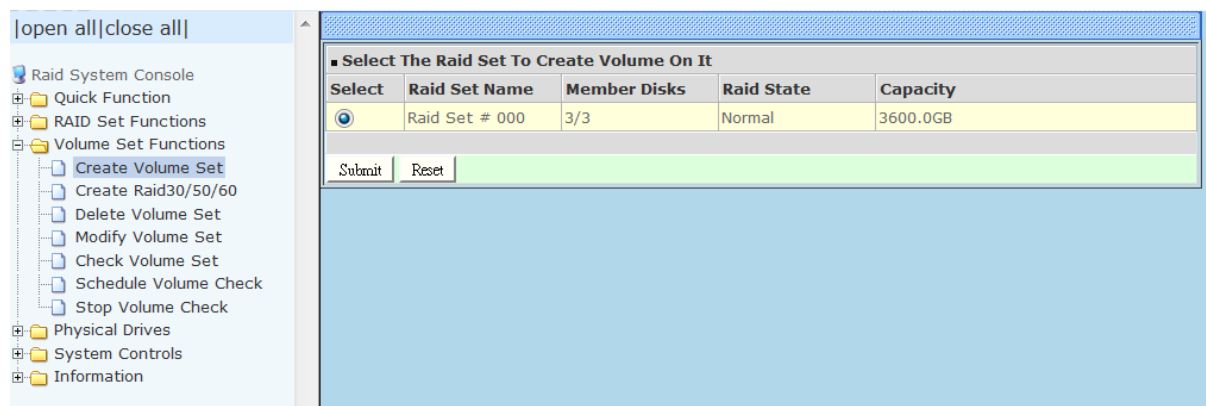 |open all|close all|
Raid System Console
Quick Function
RAID Set Functions
Volume Set Functions
Create Volume Set
Create Raid30/50/60
Delete Volume Set
Modify Volume Set
Check Volume Set
Schedule Volume Check
Stop Volume Check
Physical Drives
System Controls
Information
Select The Raid Set To Create Volume On It
Select Raid Set Name Member Disks Raid State Capacity
Raid Set # 000 3/3 Normal 3600.0GB
Submit Reset